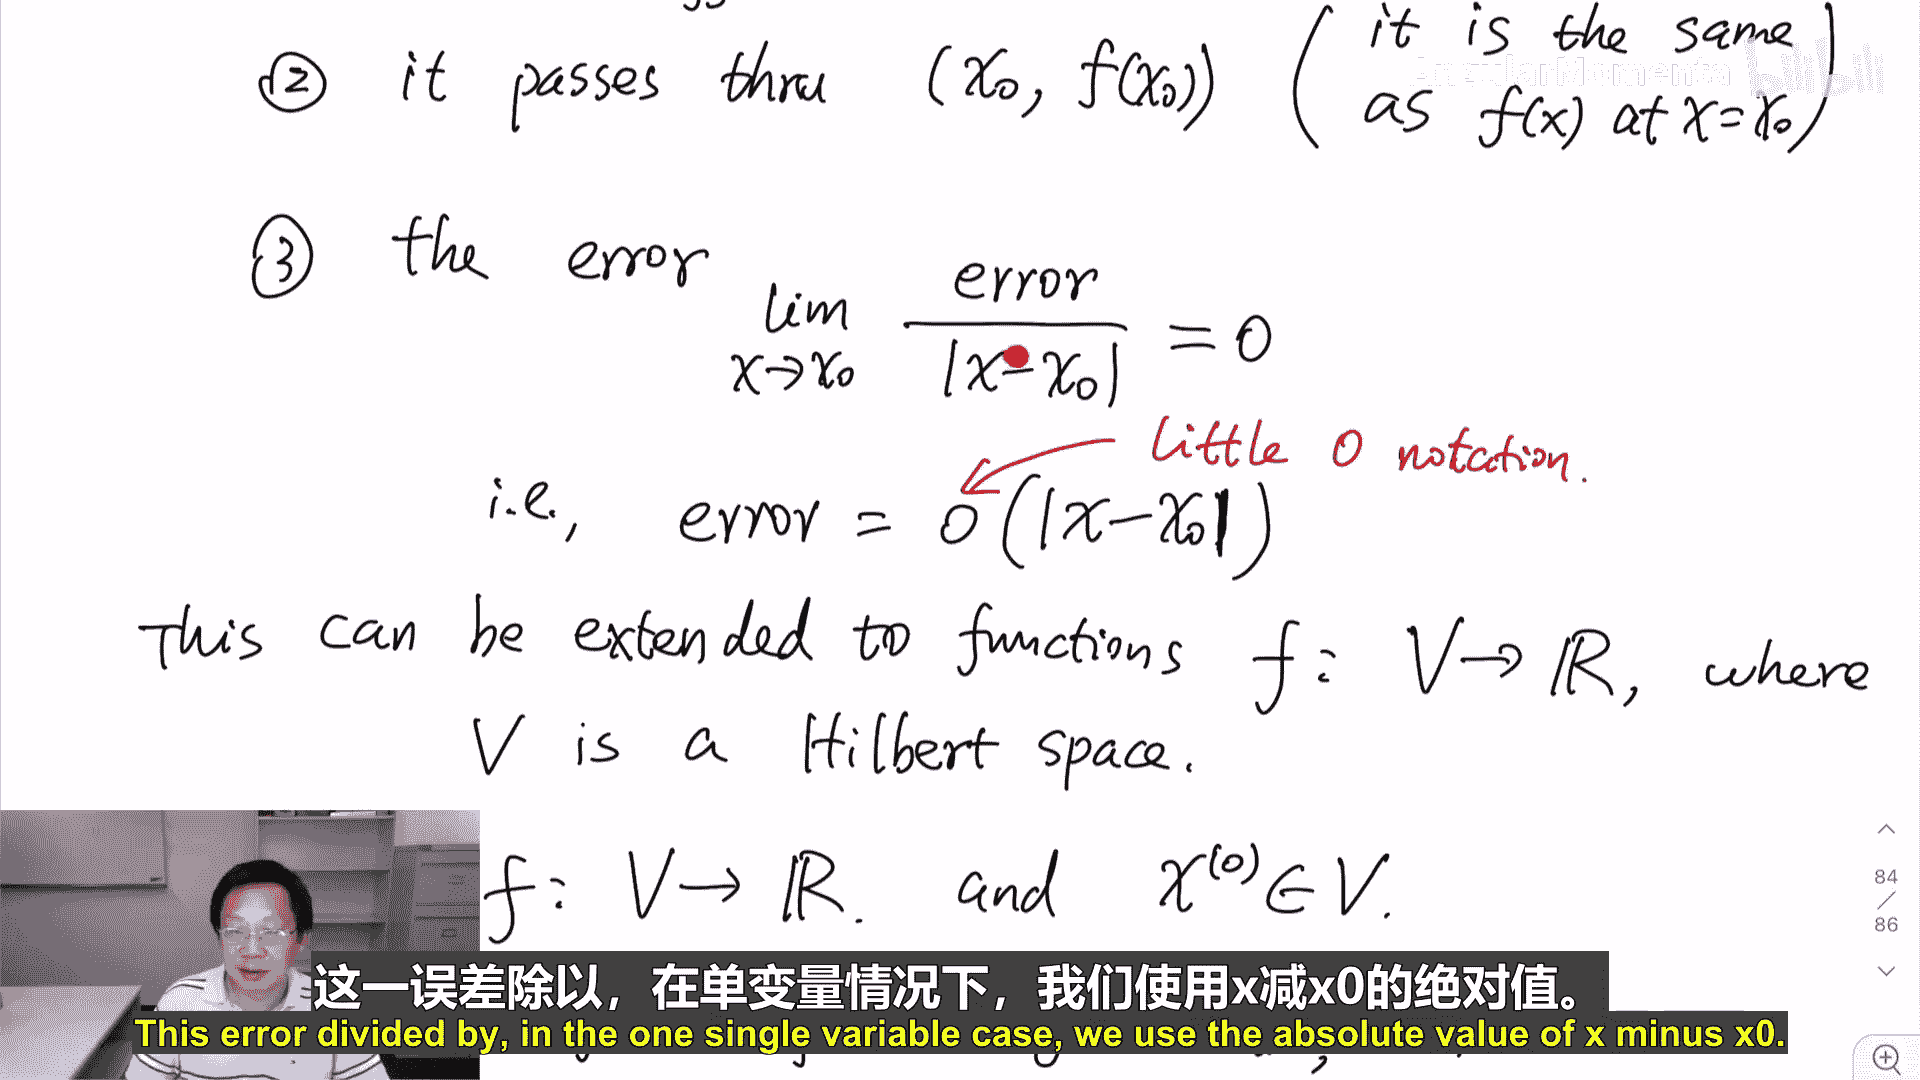 ② it passes thru (x₀, f(x₀)) ( it is the same
as f(x) at x=x₀ )
AngularMomenta bilibili
③ the error
lim x→x₀ error / |x-x₀| = 0
little o notation.
i.e., error = o(|x-x₀|)
This can be extended to functions f: V→ℝ, where
V is a Hilbert space.
f: V→ℝ. and x⁽⁰⁾∈V.
84
/
86
这一误差除以，在单变量情况下，我们使用x减x0的绝对值。
This error divided by, in the one single variable case, we use the absolute value of x minus x0.